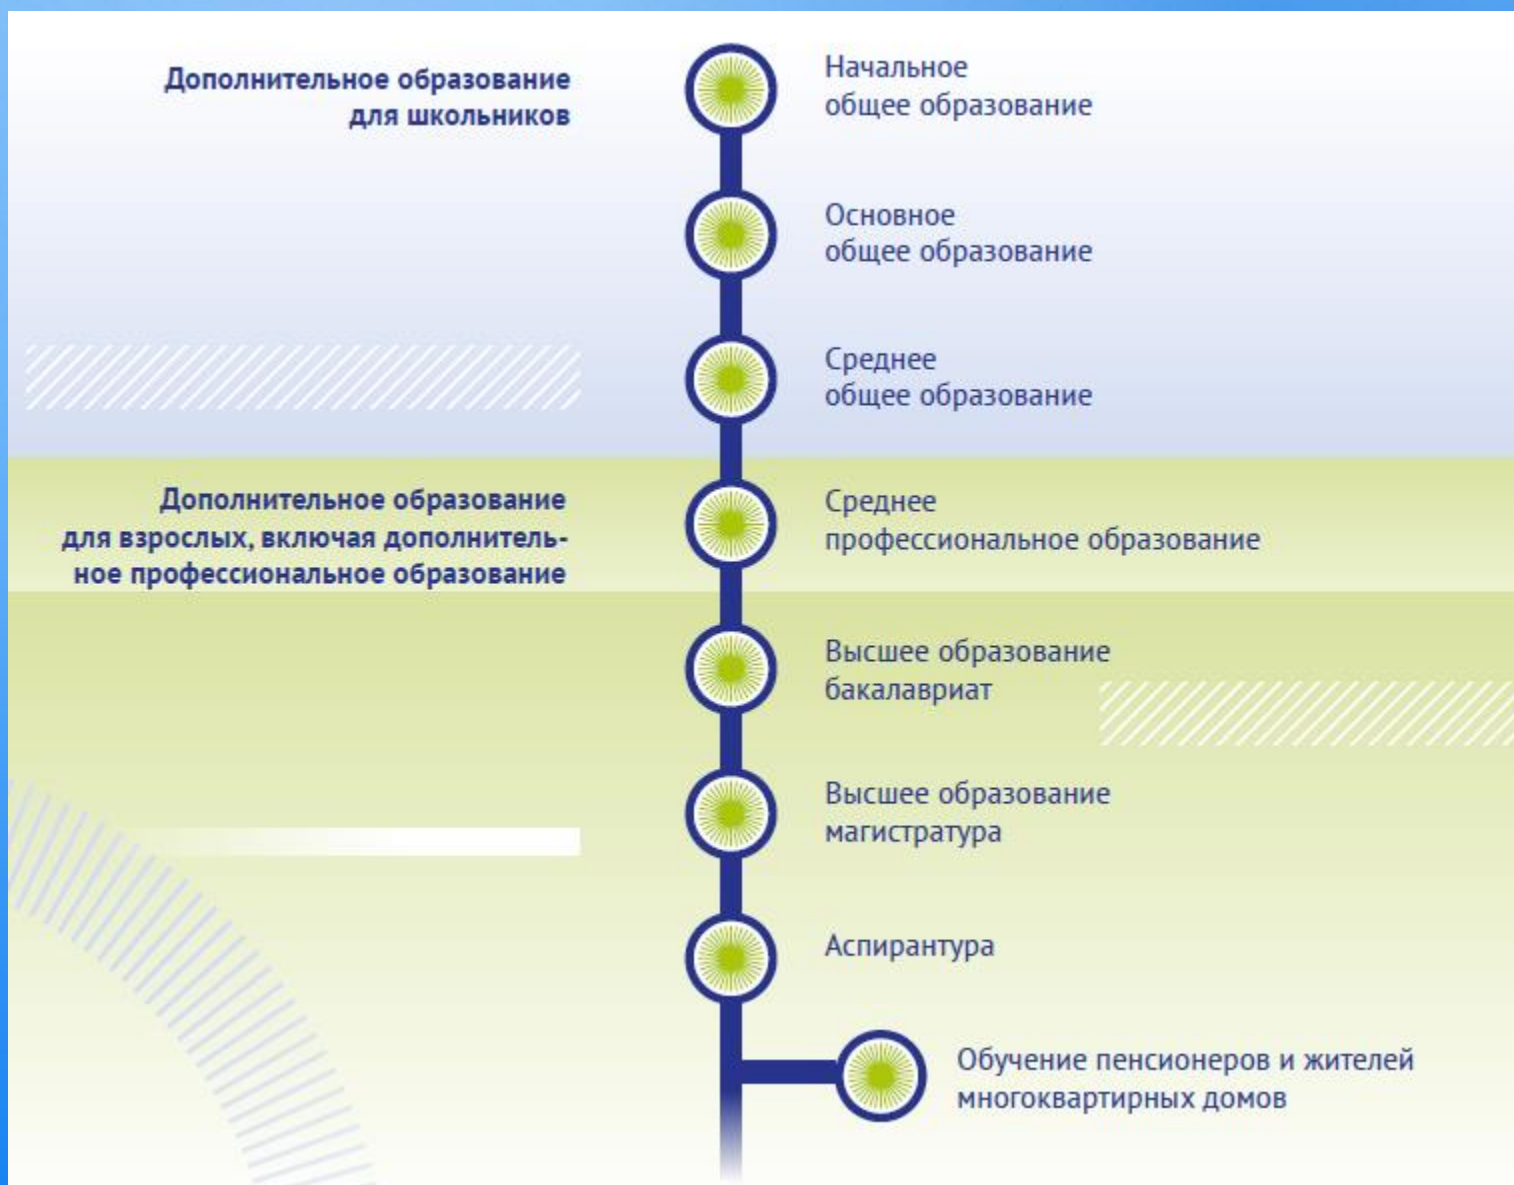 Дополнительное образование
для школьников
Начальное
общее образование
Основное
общее образование
Среднее
общее образование
Дополнительное образование
для взрослых, включая дополнитель-
ное профессиональное образование
Среднее
профессиональное образование
Высшее образование
бакалавриат
Высшее образование
магистратура
Аспирантура
Обучение пенсионеров и жителей
многоквартирных домов